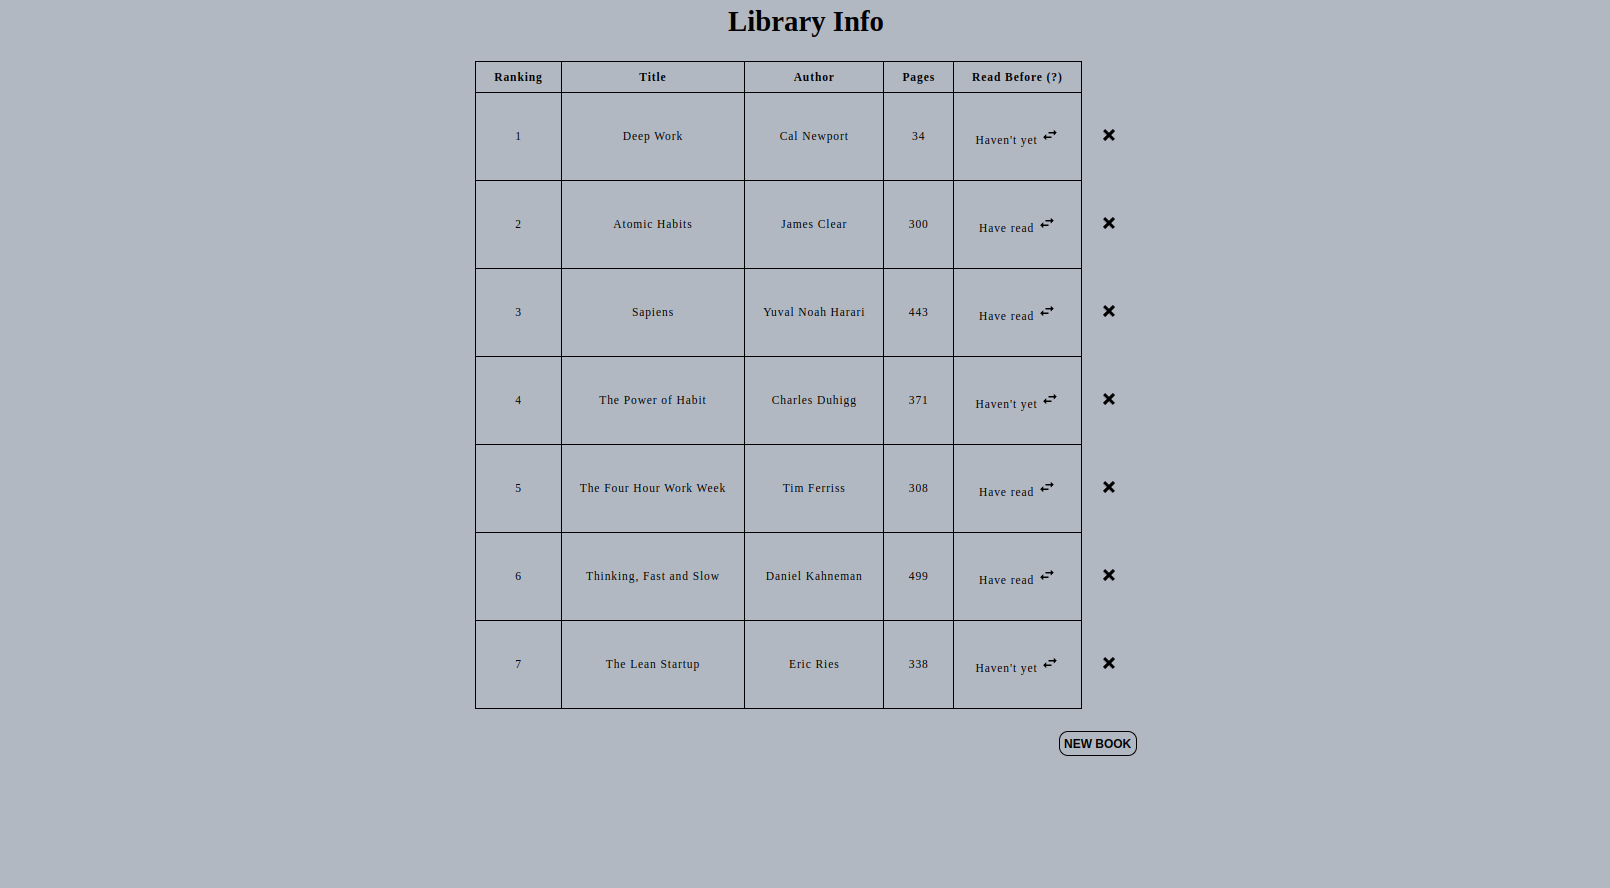 Library Info
Ranking Title Author Pages Read Before (?)
1 Deep Work Cal Newport 34 Haven't yet
2 Atomic Habits James Clear 300 Have read
3 Sapiens Yuval Noah Harari 443 Have read
4 The Power of Habit Charles Duhigg 371 Haven't yet
5 The Four Hour Work Week Tim Ferriss 308 Have read
6 Thinking, Fast and Slow Daniel Kahneman 499 Have read
7 The Lean Startup Eric Ries 338 Haven't yet
NEW BOOK